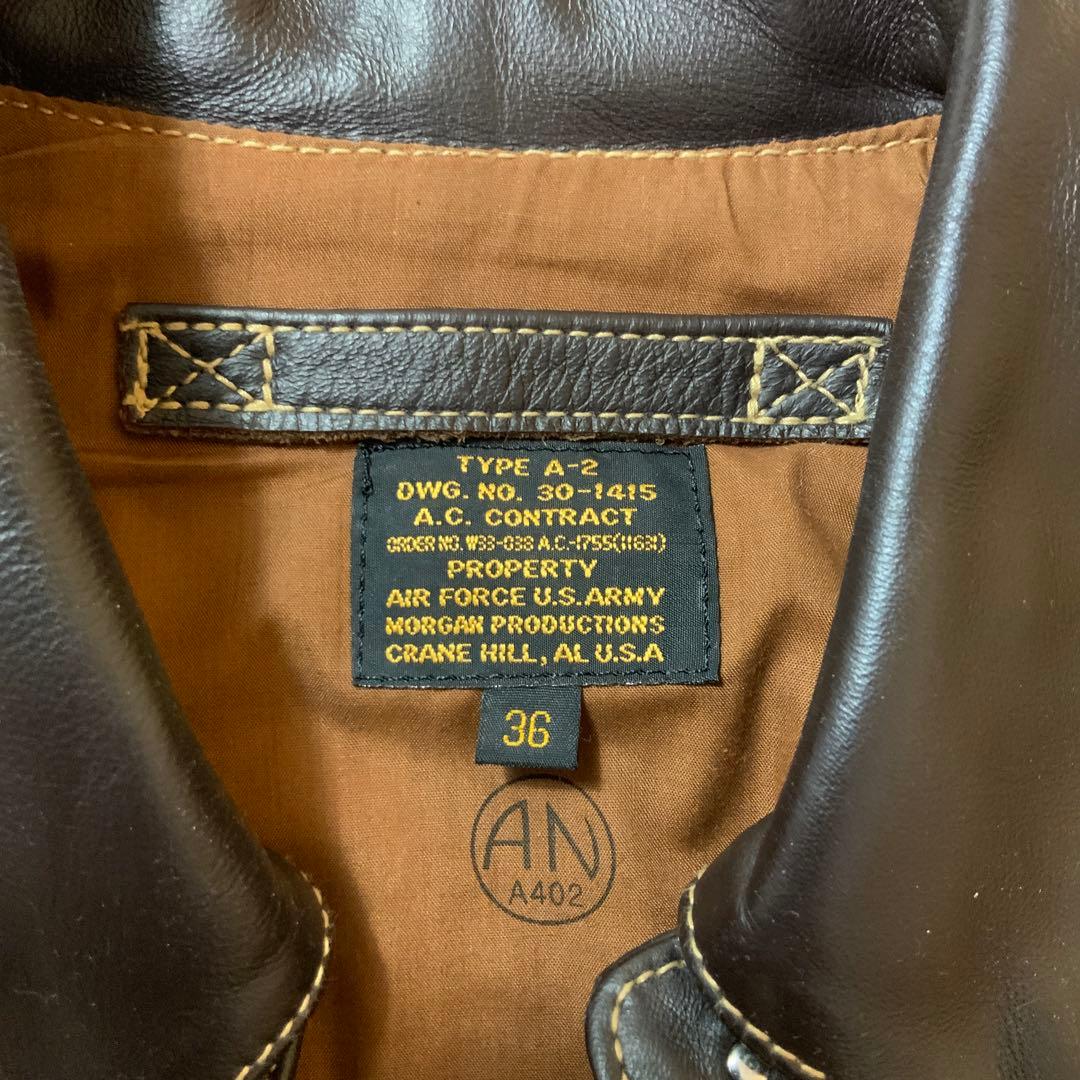 TYPE A-2
DWG. NO. 30-1415
A.C. CONTRACT
ORDER NO. W33-038 A.C.-1755(11631)
PROPERTY
AIR FORCE U.S. ARMY
MORGAN PRODUCTIONS
CRANE HILL, AL U.S.A
36
AN
A402